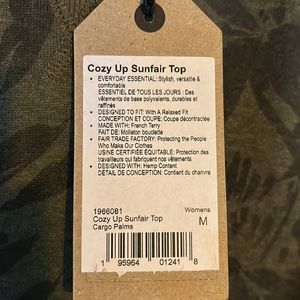 Cozy Up Sunfair Top
• EVERYDAY ESSENTIAL: Stylish, versatile &
comfortable
ESSENTIEL DE TOUS LES JOURS : Des
vêtements de base polyvalents, durables et
raffinés
• DESIGNED TO FIT: With A Relaxed Fit
CONCEPTION ET COUPE: Coupe décontractée
• MADE WITH: French Terry
FAIT DE: Molleton bouclette
• FAIR TRADE FACTORY: Protecting the People
Who Make Our Clothes
USINE CERTIFIÉE ÉQUITABLE: Protection des
travailleurs qui fabriquent nos vêtements
• DESIGNED WITH: Hemp Content
DÉTAIL DE CONCEPTION: Contient du chanvre
1966081 Womens
Cozy Up Sunfair Top M
Cargo Palms
1 95964 01241 8